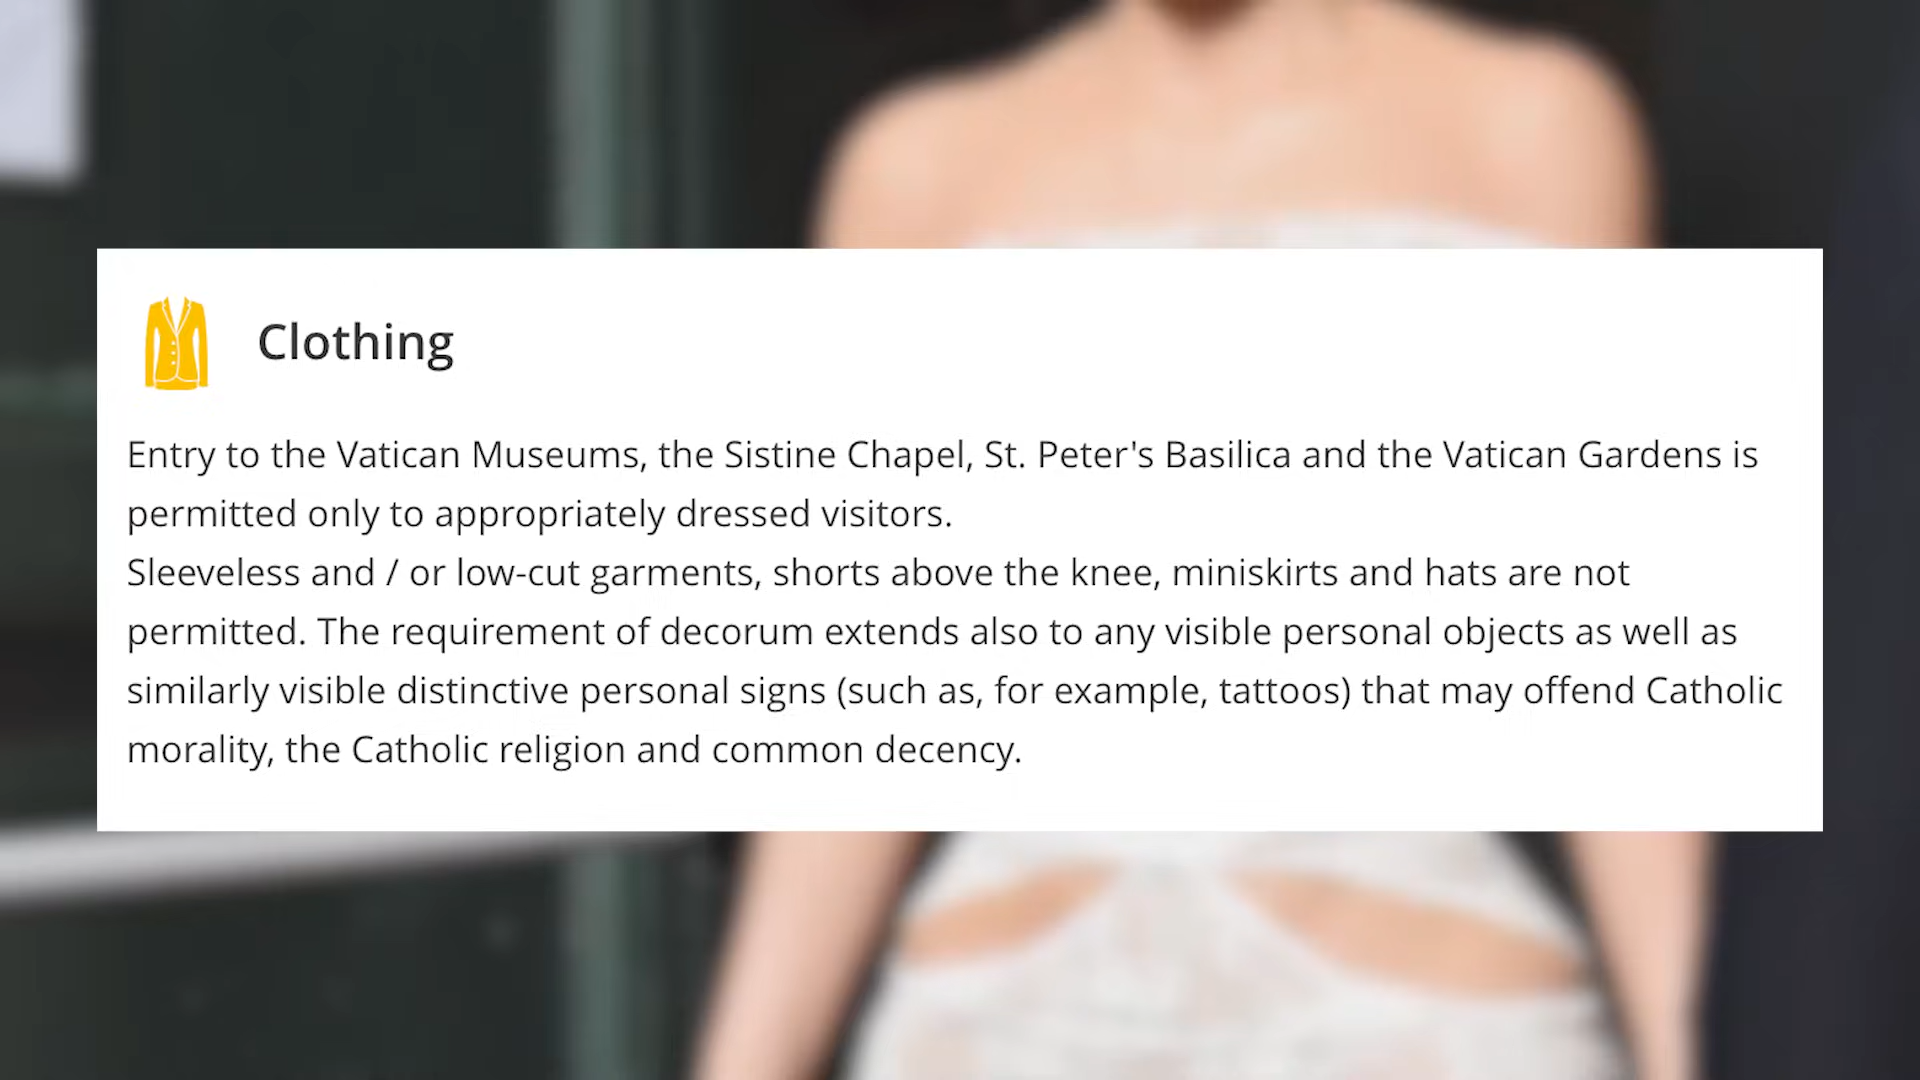 Clothing
Entry to the Vatican Museums, the Sistine Chapel, St. Peter's Basilica and the Vatican Gardens is
permitted only to appropriately dressed visitors.
Sleeveless and / or low-cut garments, shorts above the knee, miniskirts and hats are not
permitted. The requirement of decorum extends also to any visible personal objects as well as
similarly visible distinctive personal signs (such as, for example, tattoos) that may offend Catholic
morality, the Catholic religion and common decency.